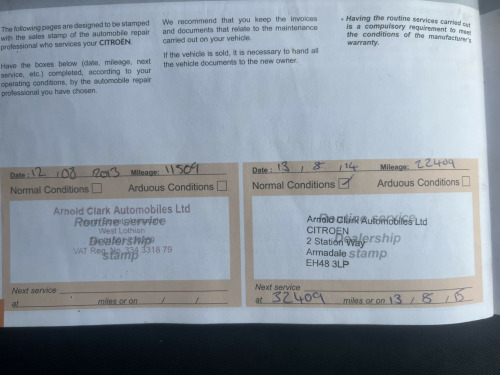 The following pages are designed to be stamped
with the sales stamp of the automobile repair
professional who services your CITROËN.
Have the boxes below (date, mileage, next
service, etc.) completed, according to your
operating conditions, by the automobile repair
professional you have chosen.
We recommend that you keep the invoices
and documents that relate to the maintenance
carried out on your vehicle.
If the vehicle is sold, it is necessary to hand all
the vehicle documents to the new owner.
• Having the routine services carried out
is a compulsory requirement to meet
the conditions of the manufacturer's
warranty.
Date: 12 / 08 / 2013 Mileage: 11509
Normal Conditions Arduous Conditions
Arnold Clark Automobiles Ltd
Routine service
West Lothian
Dealership
VAT Reg. No. 334 3318 79
stamp
Next service
at miles or on / /
Date: 13 / 8 / 14 Mileage: 22409
Normal Conditions ✓ Arduous Conditions
Routine service
Arnold Clark Automobiles Ltd
CITROEN
2 Station Way
Dealership
Armadale
stamp
EH48 3LP
Next service
at 32409 miles or on 13 / 8 / 15